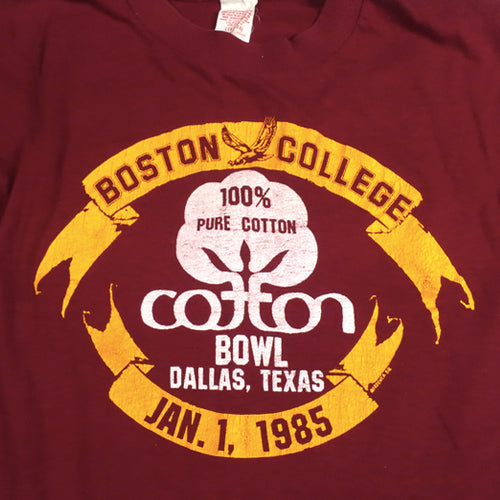 BOSTON COLLEGE
100%
PURE COTTON
cotton
BOWL
DALLAS, TEXAS
JAN. 1, 1985